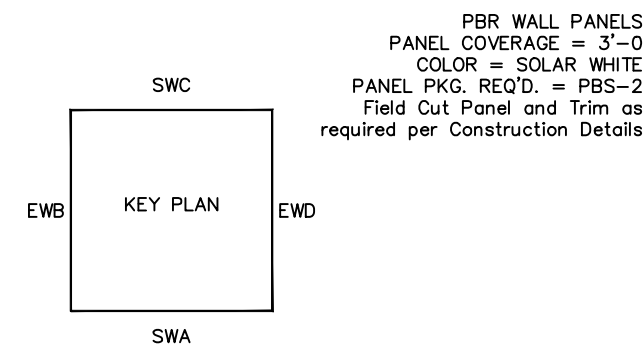 PBR WALL PANELS
PANEL COVERAGE = 3'-0
COLOR = SOLAR WHITE
PANEL PKG. REQ'D. = PBS-2
Field Cut Panel and Trim as
required per Construction Details
SWC
EWB
KEY PLAN
EWD
SWA